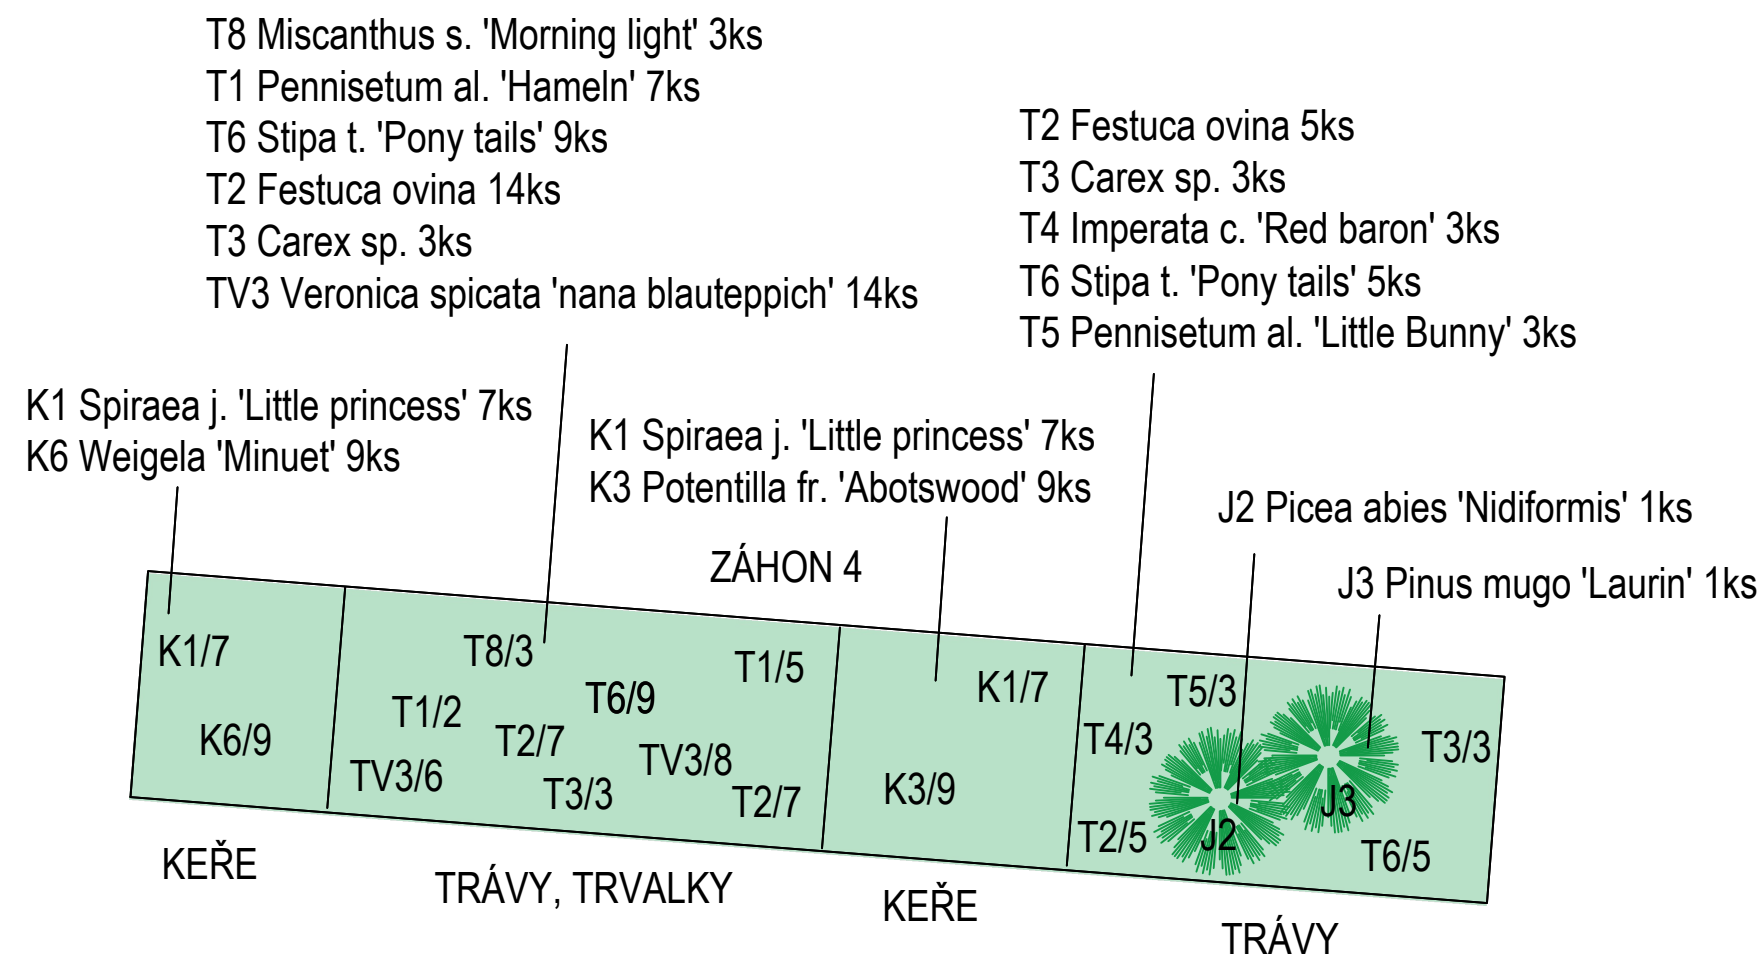 T8 Miscanthus s. 'Morning light' 3ks
T1 Pennisetum al. 'Hameln' 7ks
T6 Stipa t. 'Pony tails' 9ks
T2 Festuca ovina 14ks
T3 Carex sp. 3ks
TV3 Veronica spicata 'nana blauteppich' 14ks
T2 Festuca ovina 5ks
T3 Carex sp. 3ks
T4 Imperata c. 'Red baron' 3ks
T6 Stipa t. 'Pony tails' 5ks
T5 Pennisetum al. 'Little Bunny' 3ks
K1 Spiraea j. 'Little princess' 7ks
K6 Weigela 'Minuet' 9ks
K1 Spiraea j. 'Little princess' 7ks
K3 Potentilla fr. 'Abotswood' 9ks
J2 Picea abies 'Nidiformis' 1ks
J3 Pinus mugo 'Laurin' 1ks
ZÁHON 4
K1/7
K6/9
T8/3
T1/5
T6/9
T1/2
T2/7
TV3/8
TV3/6
T3/3
T2/7
K1/7
K3/9
T5/3
T4/3
T3/3
J3
J2
T2/5
T6/5
KEŘE
TRÁVY, TRVALKY
KEŘE
TRÁVY